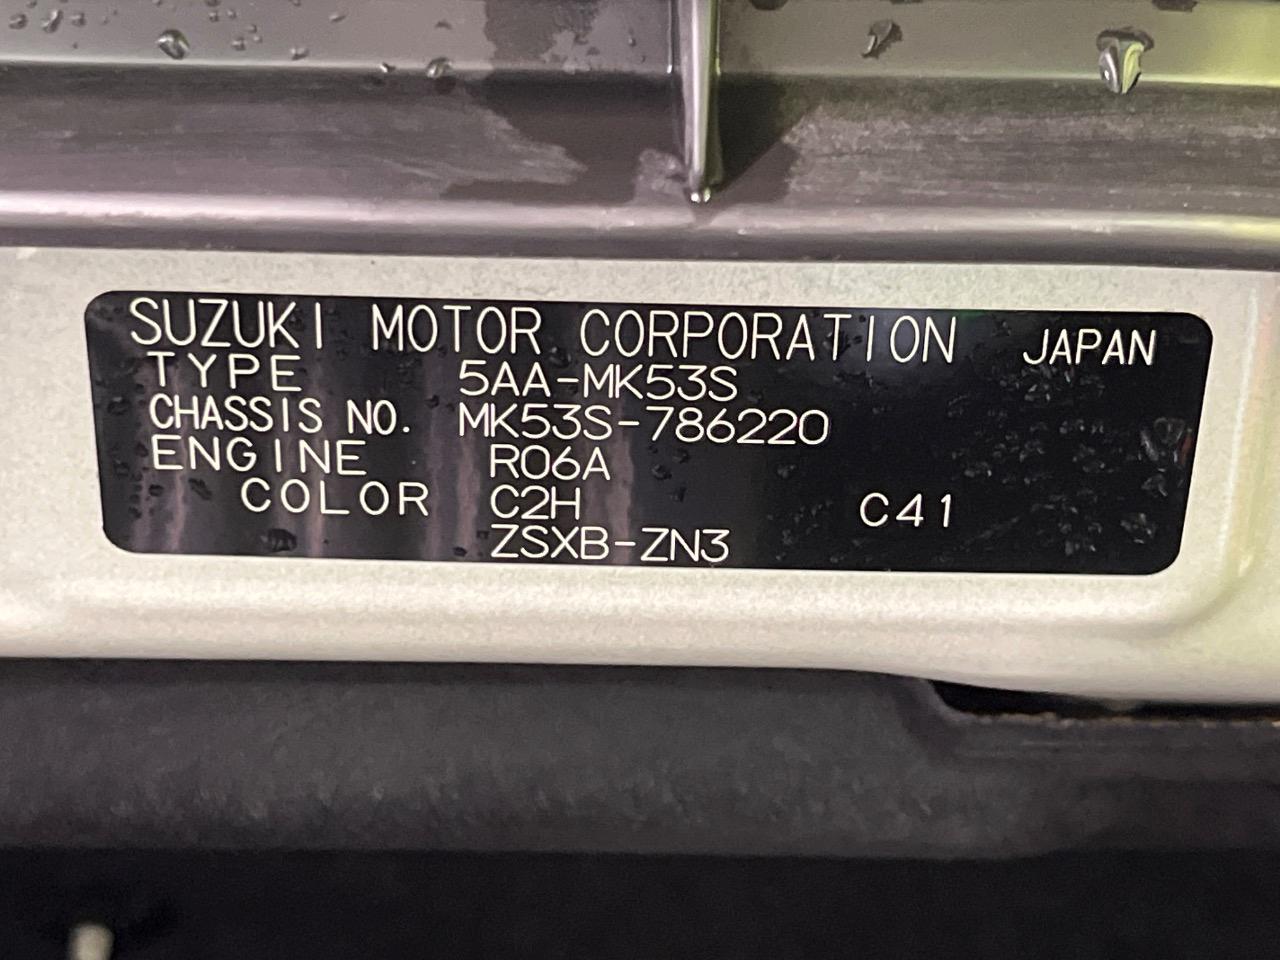 SUZUKI MOTOR CORPORATION JAPAN
TYPE 5AA-MK53S
CHASSIS NO. MK53S-786220
ENGINE R06A
COLOR C2H C41
ZSXB-ZN3